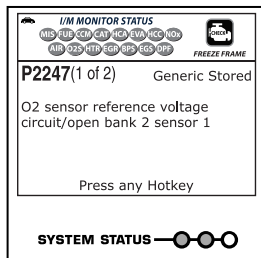 I/M MONITOR STATUS
MIS FUE CCM CAT HCA EVA HCC NOx
AIR O2S HTR EGR BPS EGS DPF
CHECK
FREEZE FRAME
P2247(1 of 2) Generic Stored
O2 sensor reference voltage
circuit/open bank 2 sensor 1
Press any Hotkey
SYSTEM STATUS